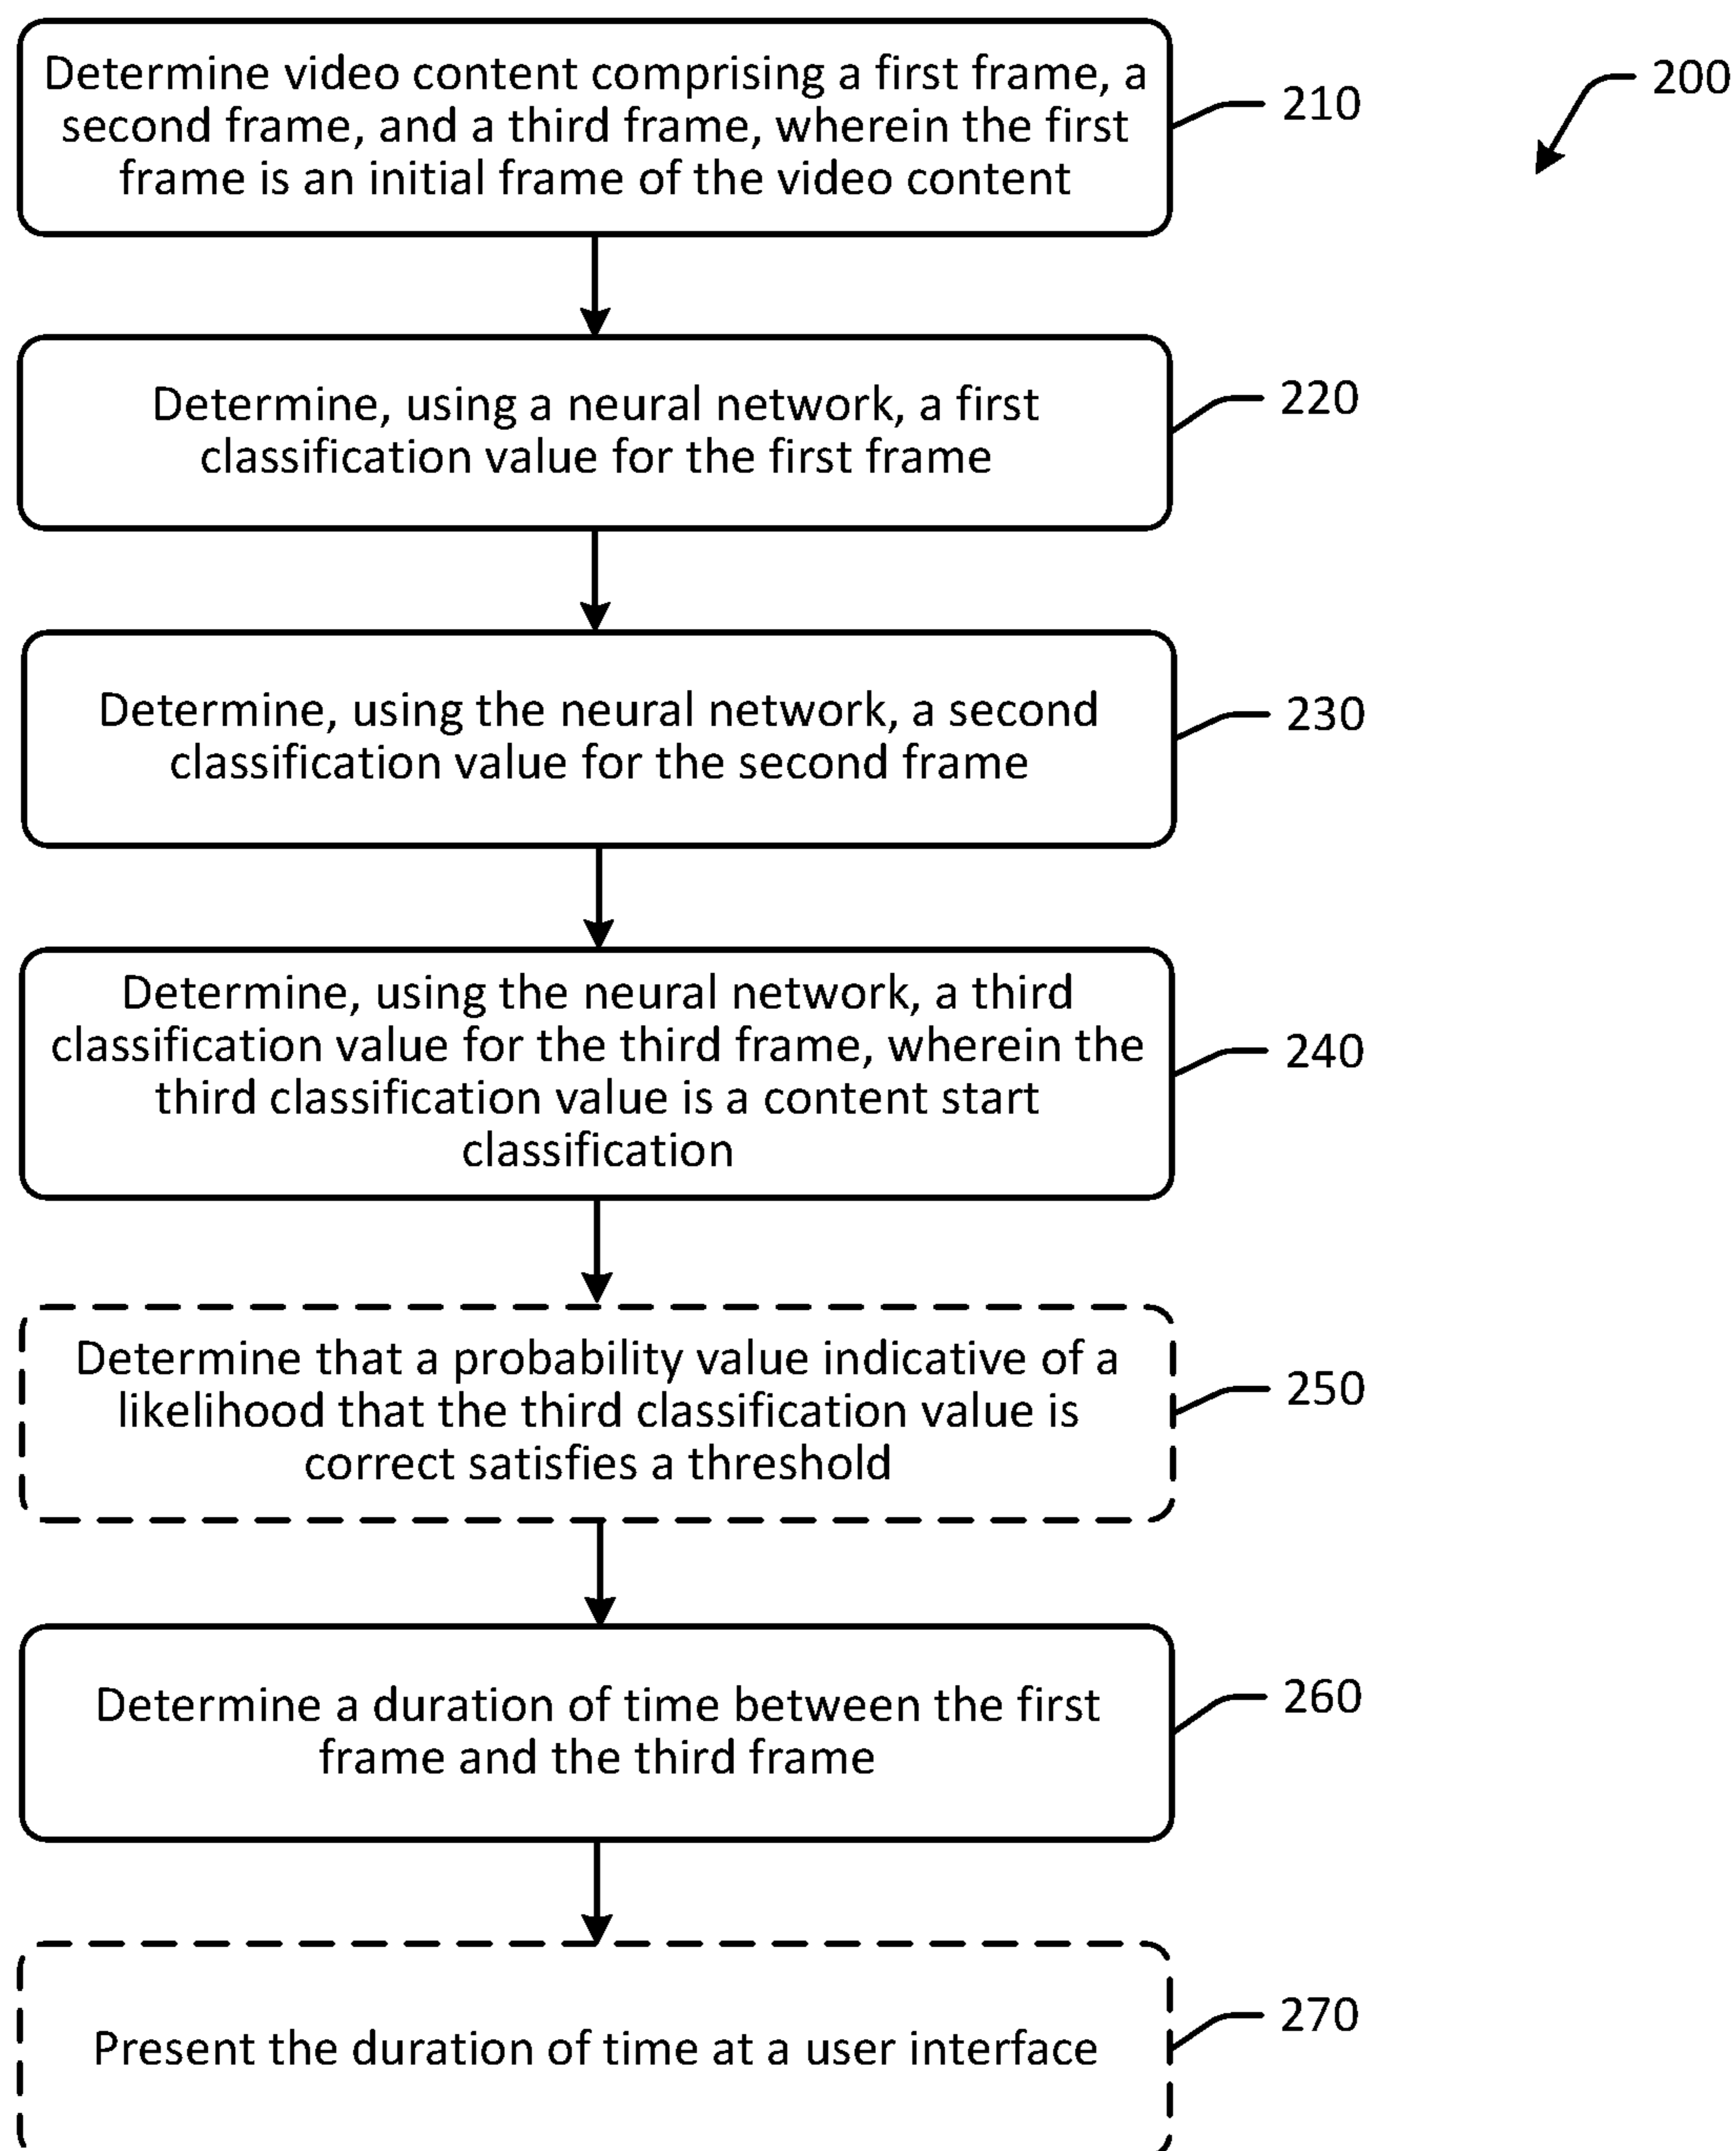 Determine video content comprising a first frame, a
second frame, and a third frame, wherein the first
frame is an initial frame of the video content
210
200
Determine, using a neural network, a first
classification value for the first frame
220
Determine, using the neural network, a second
classification value for the second frame
230
Determine, using the neural network, a third
classification value for the third frame, wherein the
third classification value is a content start
classification
240
Determine that a probability value indicative of a
likelihood that the third classification value is
correct satisfies a threshold
250
Determine a duration of time between the first
frame and the third frame
260
Present the duration of time at a user interface
270